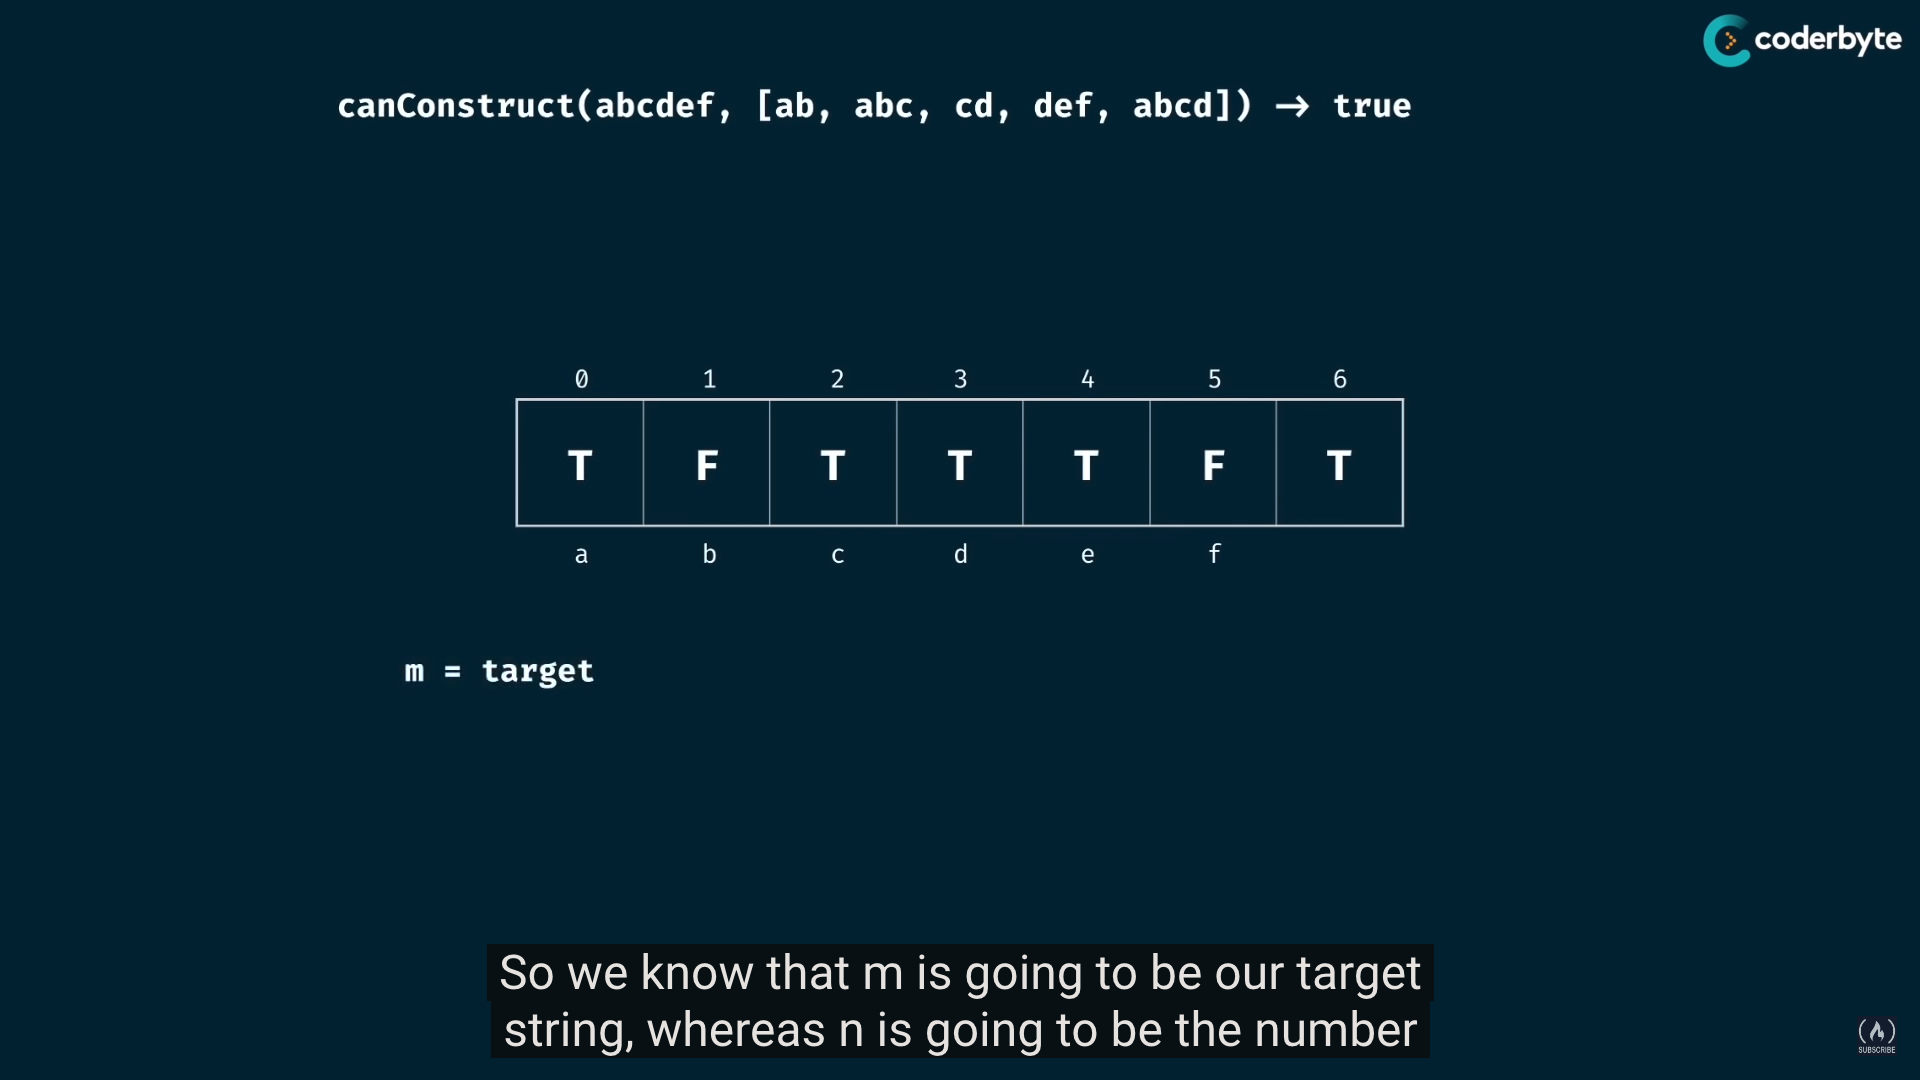 coderbyte
canConstruct(abcdef, [ab, abc, cd, def, abcd]) → true
0 1 2 3 4 5 6
T F T T T F T
a b c d e f
m = target
So we know that m is going to be our target
string, whereas n is going to be the number
SUBSCRIBE